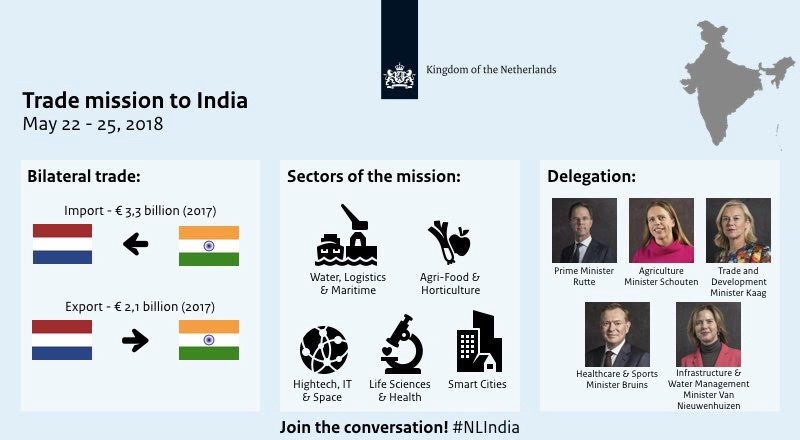 Kingdom of the Netherlands
Trade mission to India
May 22 - 25, 2018
Bilateral trade:
Import - € 3,3 billion (2017)
Export - € 2,1 billion (2017)
Sectors of the mission:
Water, Logistics
& Maritime
Agri-Food &
Horticulture
Hightech, IT
& Space
Life Sciences
& Health
Smart Cities
Delegation:
Prime Minister
Rutte
Agriculture
Minister Schouten
Trade and
Development
Minister Kaag
Healthcare & Sports
Minister Bruins
Infrastructure &
Water Management
Minister Van
Nieuwenhuizen
Join the conversation! #NLIndia